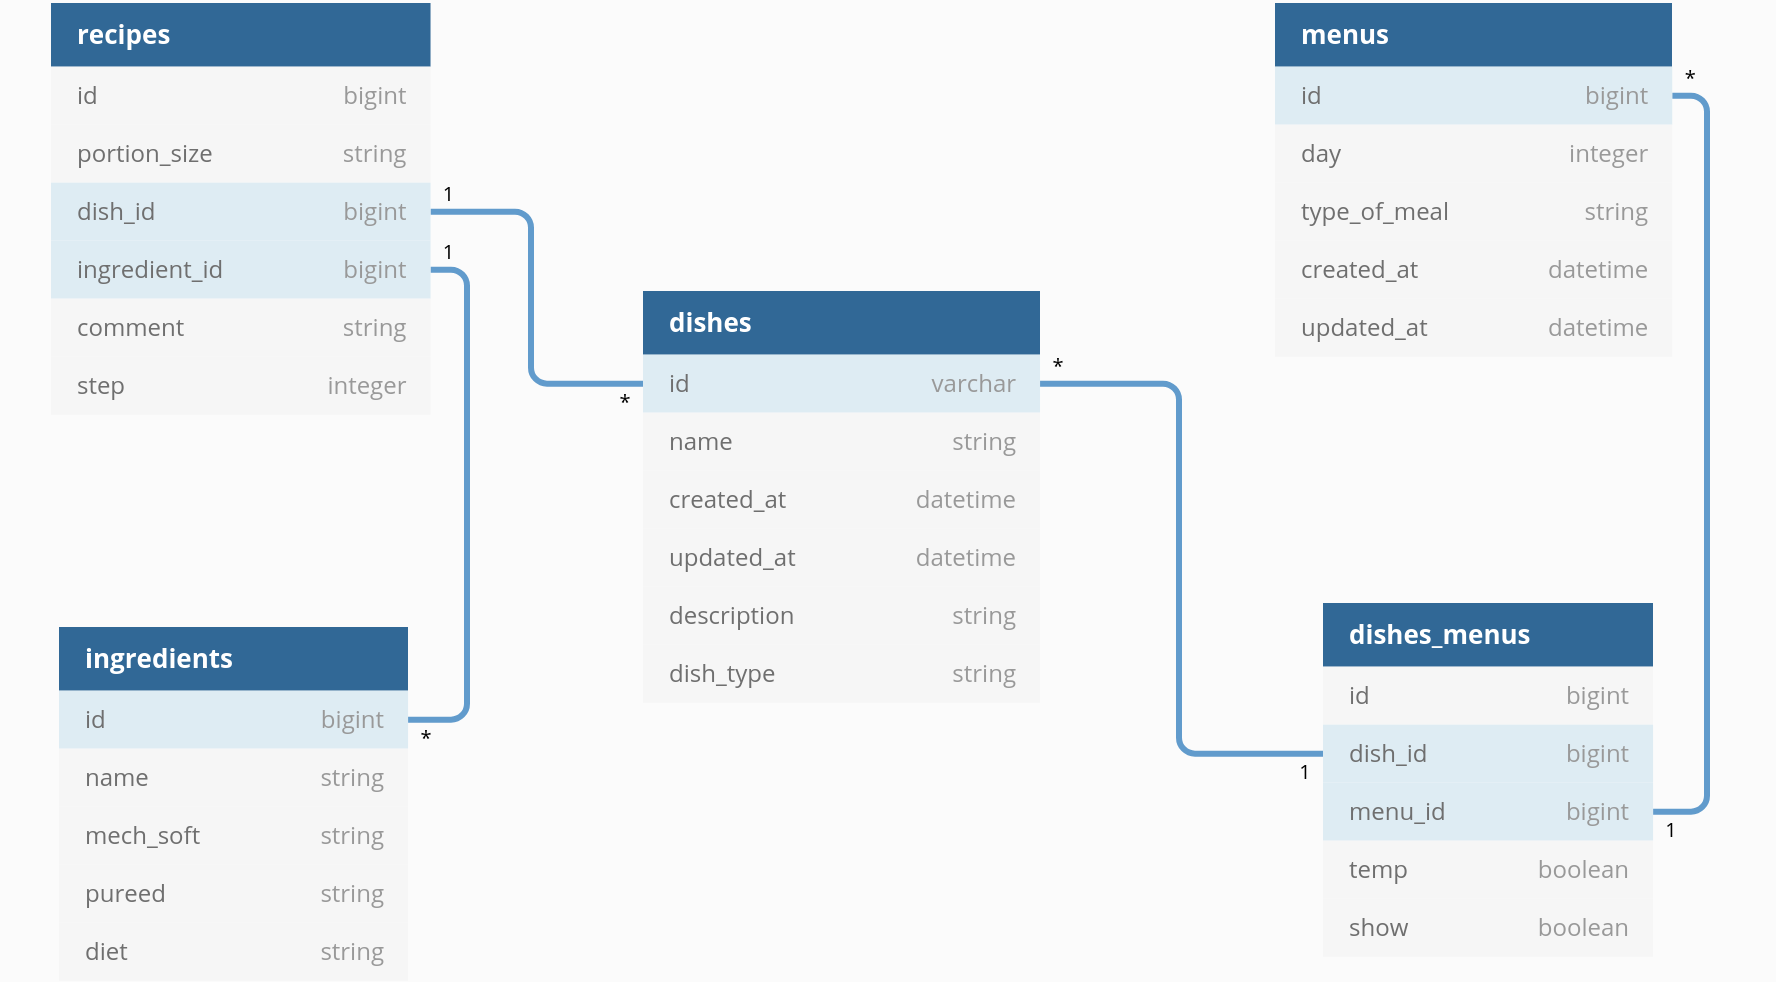 recipes
id bigint
portion_size string
dish_id bigint
1
ingredient_id bigint
1
comment string
step integer
ingredients
id bigint
*
name string
mech_soft string
pureed string
diet string
dishes
*
id varchar
*
name string
created_at datetime
updated_at datetime
description string
dish_type string
menus
*
id bigint
day integer
type_of_meal string
created_at datetime
updated_at datetime
dishes_menus
id bigint
dish_id bigint
1
menu_id bigint
1
temp boolean
show boolean